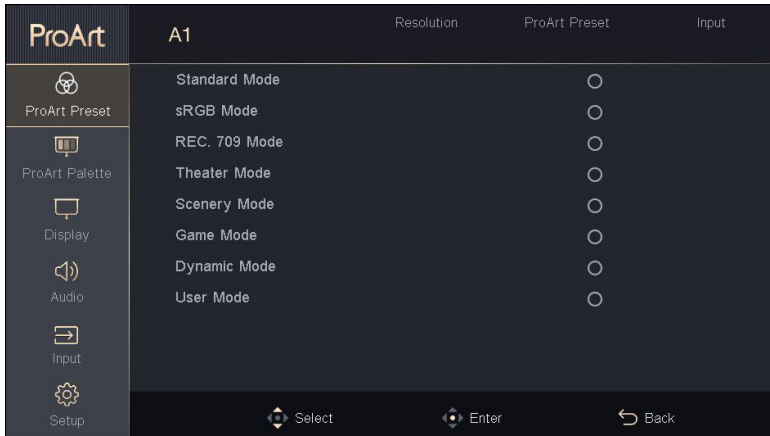 ProArt
A1
Resolution ProArt Preset Input
ProArt Preset
ProArt Palette
Display
Audio
Input
Setup
Standard Mode
sRGB Mode
REC. 709 Mode
Theater Mode
Scenery Mode
Game Mode
Dynamic Mode
User Mode
Select Enter Back